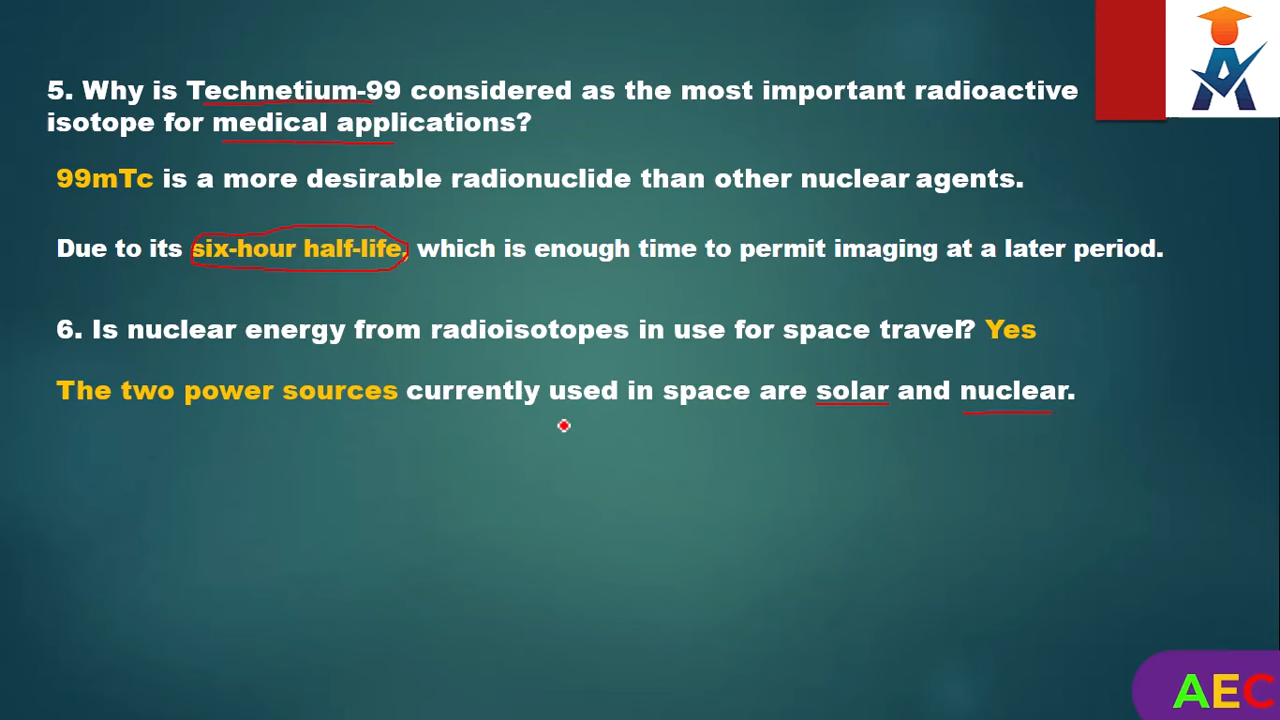 5. Why is Technetium-99 considered as the most important radioactive
isotope for medical applications?
99mTc is a more desirable radionuclide than other nuclear agents.
Due to its six-hour half-life, which is enough time to permit imaging at a later period.
6. Is nuclear energy from radioisotopes in use for space travel? Yes
The two power sources currently used in space are solar and nuclear.
AEC